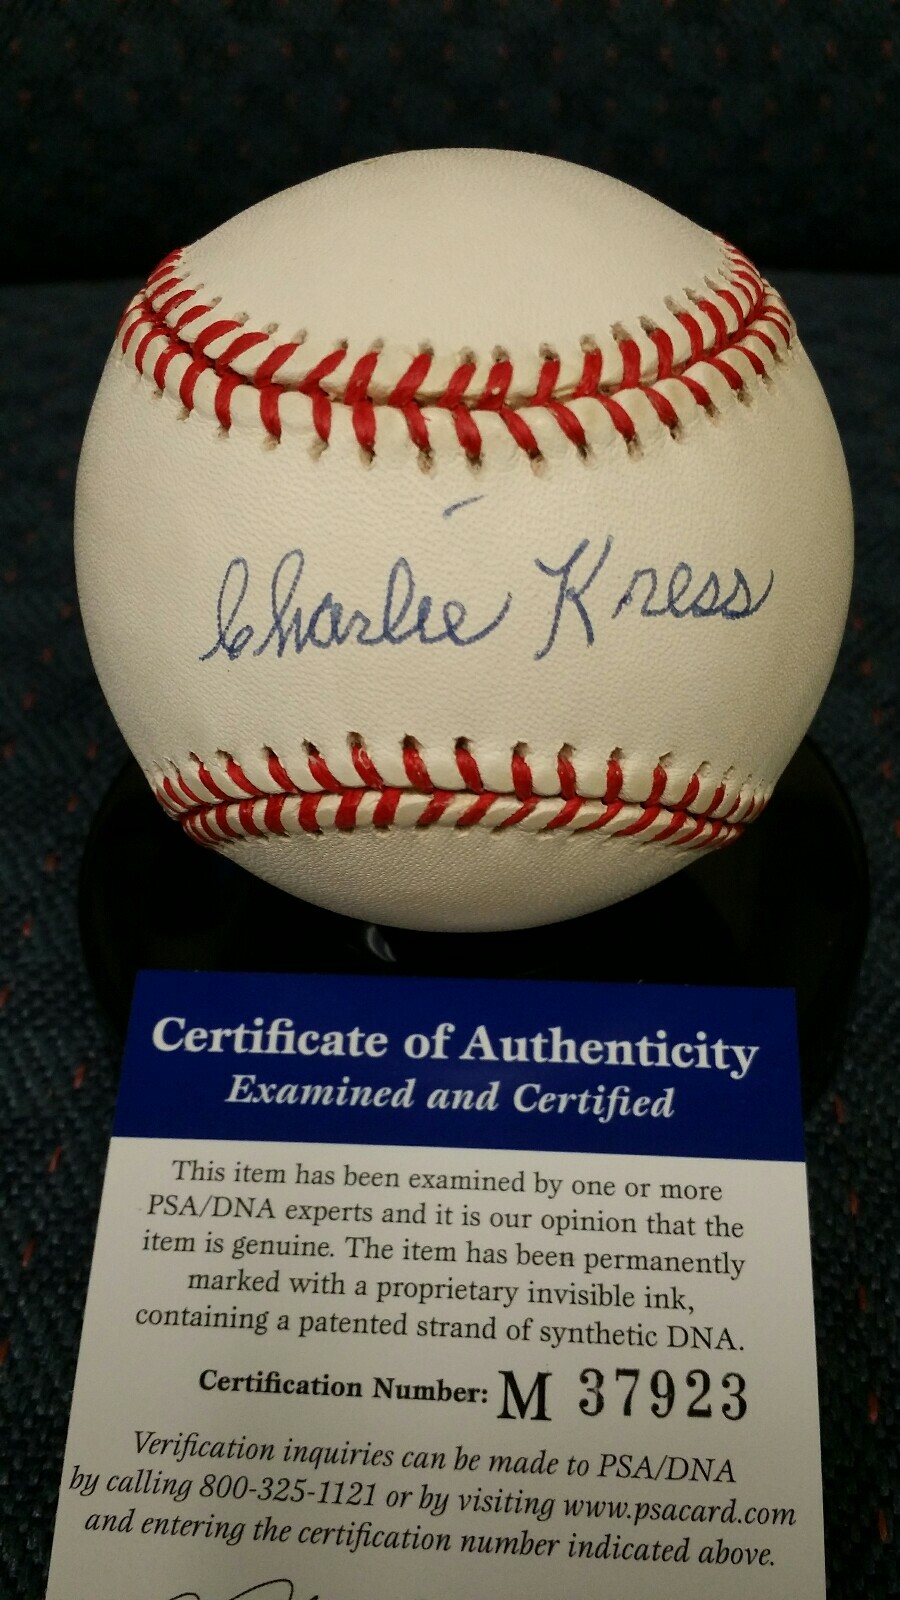 Charlie Kress
Certificate of Authenticity
Examined and Certified
This item has been examined by one or more
PSA/DNA experts and it is our opinion that the
item is genuine. The item has been permanently
marked with a proprietary invisible ink,
containing a patented strand of synthetic DNA.
Certification Number: M 37923
Verification inquiries can be made to PSA/DNA
by calling 800-325-1121 or by visiting www.psacard.com
and entering the certification number indicated above.